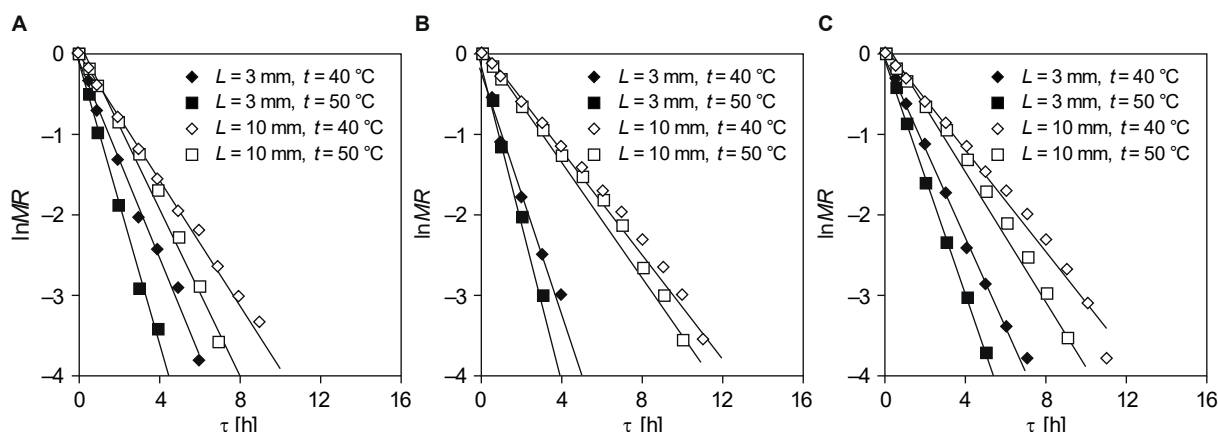 A
B
C
0
–1
–2
–3
–4
lnMR
0
4
8
12
16
τ [h]
L = 3 mm, t = 40 °C
L = 3 mm, t = 50 °C
L = 10 mm, t = 40 °C
L = 10 mm, t = 50 °C
0
–1
–2
–3
–4
lnMR
0
4
8
12
16
τ [h]
L = 3 mm, t = 40 °C
L = 3 mm, t = 50 °C
L = 10 mm, t = 40 °C
L = 10 mm, t = 50 °C
0
–1
–2
–3
–4
lnMR
0
4
8
12
16
τ [h]
L = 3 mm, t = 40 °C
L = 3 mm, t = 50 °C
L = 10 mm, t = 40 °C
L = 10 mm, t = 50 °C